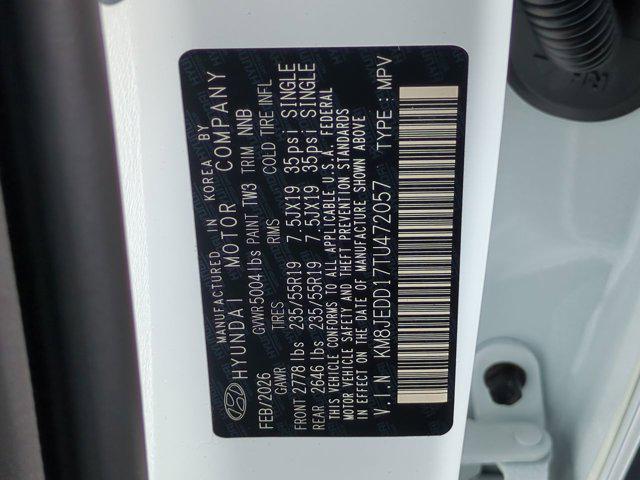 MANUFACTURED IN KOREA BY
HYUNDAI MOTOR COMPANY
FEB/2026 GVWR5004 lbs PAINT TW3 TRIM NNB
GAWR TIRES RIMS COLD TIRE INFL
FRONT 2778 lbs 235/55R19 7.5JX19 35psi SINGLE
REAR 2646 lbs 235/55R19 7.5JX19 35psi SINGLE
THIS VEHICLE CONFORMS TO ALL APPLICABLE U.S.A. FEDERAL
MOTOR VEHICLE SAFETY AND THEFT PREVENTION STANDARDS
IN EFFECT ON THE DATE OF MANUFACTURE SHOWN ABOVE
V.I.N KM8JEDD17TU472057 TYPE : MPV